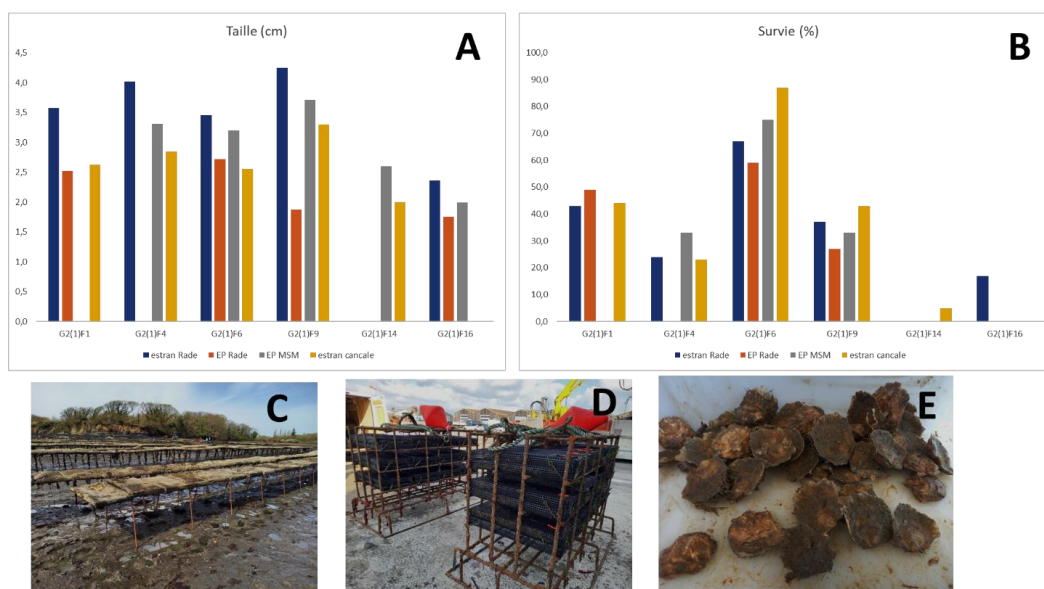 Taille (cm)
A
4,5
4,0
3,5
3,0
2,5
2,0
1,5
1,0
0,5
0,0
G2(1)F1 G2(1)F4 G2(1)F6 G2(1)F9 G2(1)F14 G2(1)F16
estran Rade EP Rade EP MSM estran cancale
Survie (%)
B
100,0
90,0
80,0
70,0
60,0
50,0
40,0
30,0
20,0
10,0
0,0
G2(1)F1 G2(1)F4 G2(1)F6 G2(1)F9 G2(1)F14 G2(1)F16
estran Rade EP Rade EP MSM estran cancale
C
D
E